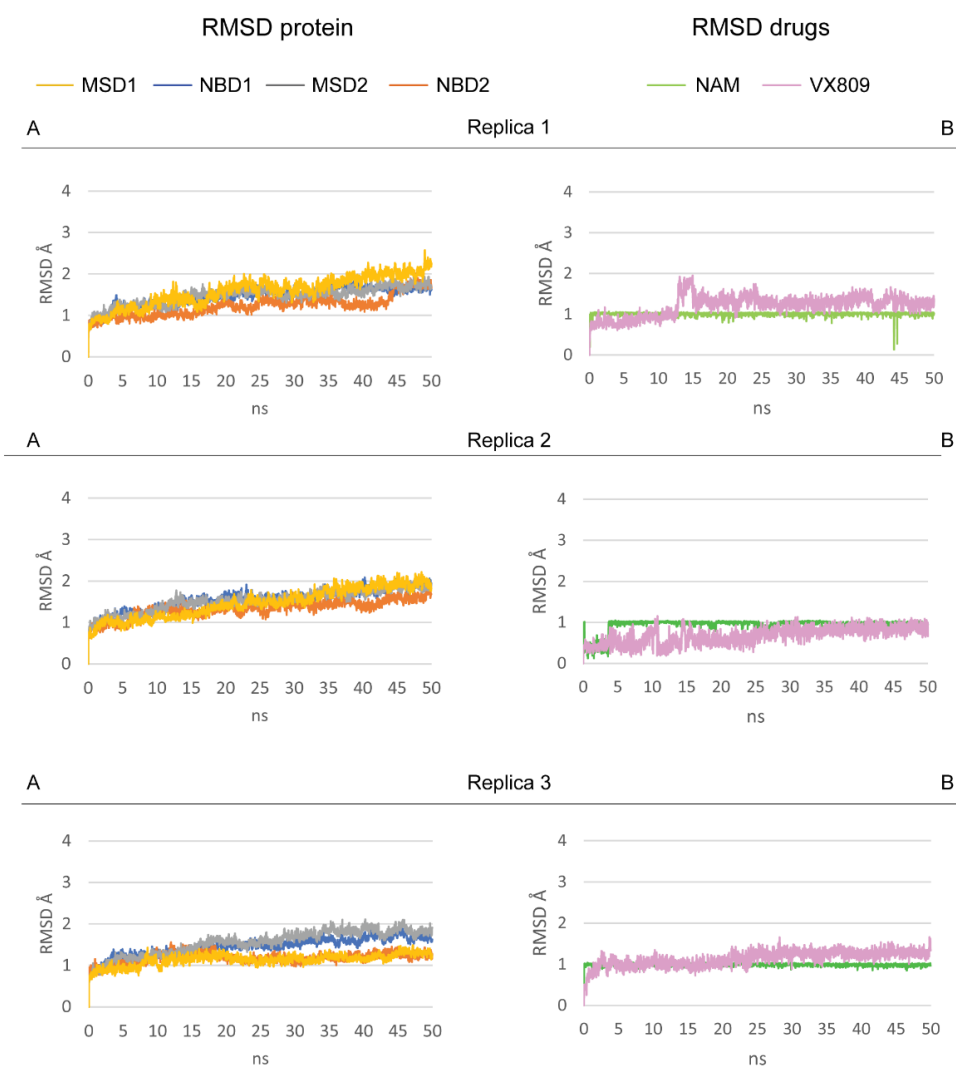 RMSD protein RMSD drugs
MSD1 NBD1 MSD2 NBD2 NAM VX809
A Replica 1 B
RMSD Å
4
3
2
1
0
0 5 10 15 20 25 30 35 40 45 50
ns
RMSD Å
4
3
2
1
0
0 5 10 15 20 25 30 35 40 45 50
ns
A Replica 2 B
RMSD Å
4
3
2
1
0
0 5 10 15 20 25 30 35 40 45 50
ns
RMSD Å
4
3
2
1
0
0 5 10 15 20 25 30 35 40 45 50
ns
A Replica 3 B
RMSD Å
4
3
2
1
0
0 5 10 15 20 25 30 35 40 45 50
ns
RMSD Å
4
3
2
1
0
0 5 10 15 20 25 30 35 40 45 50
ns